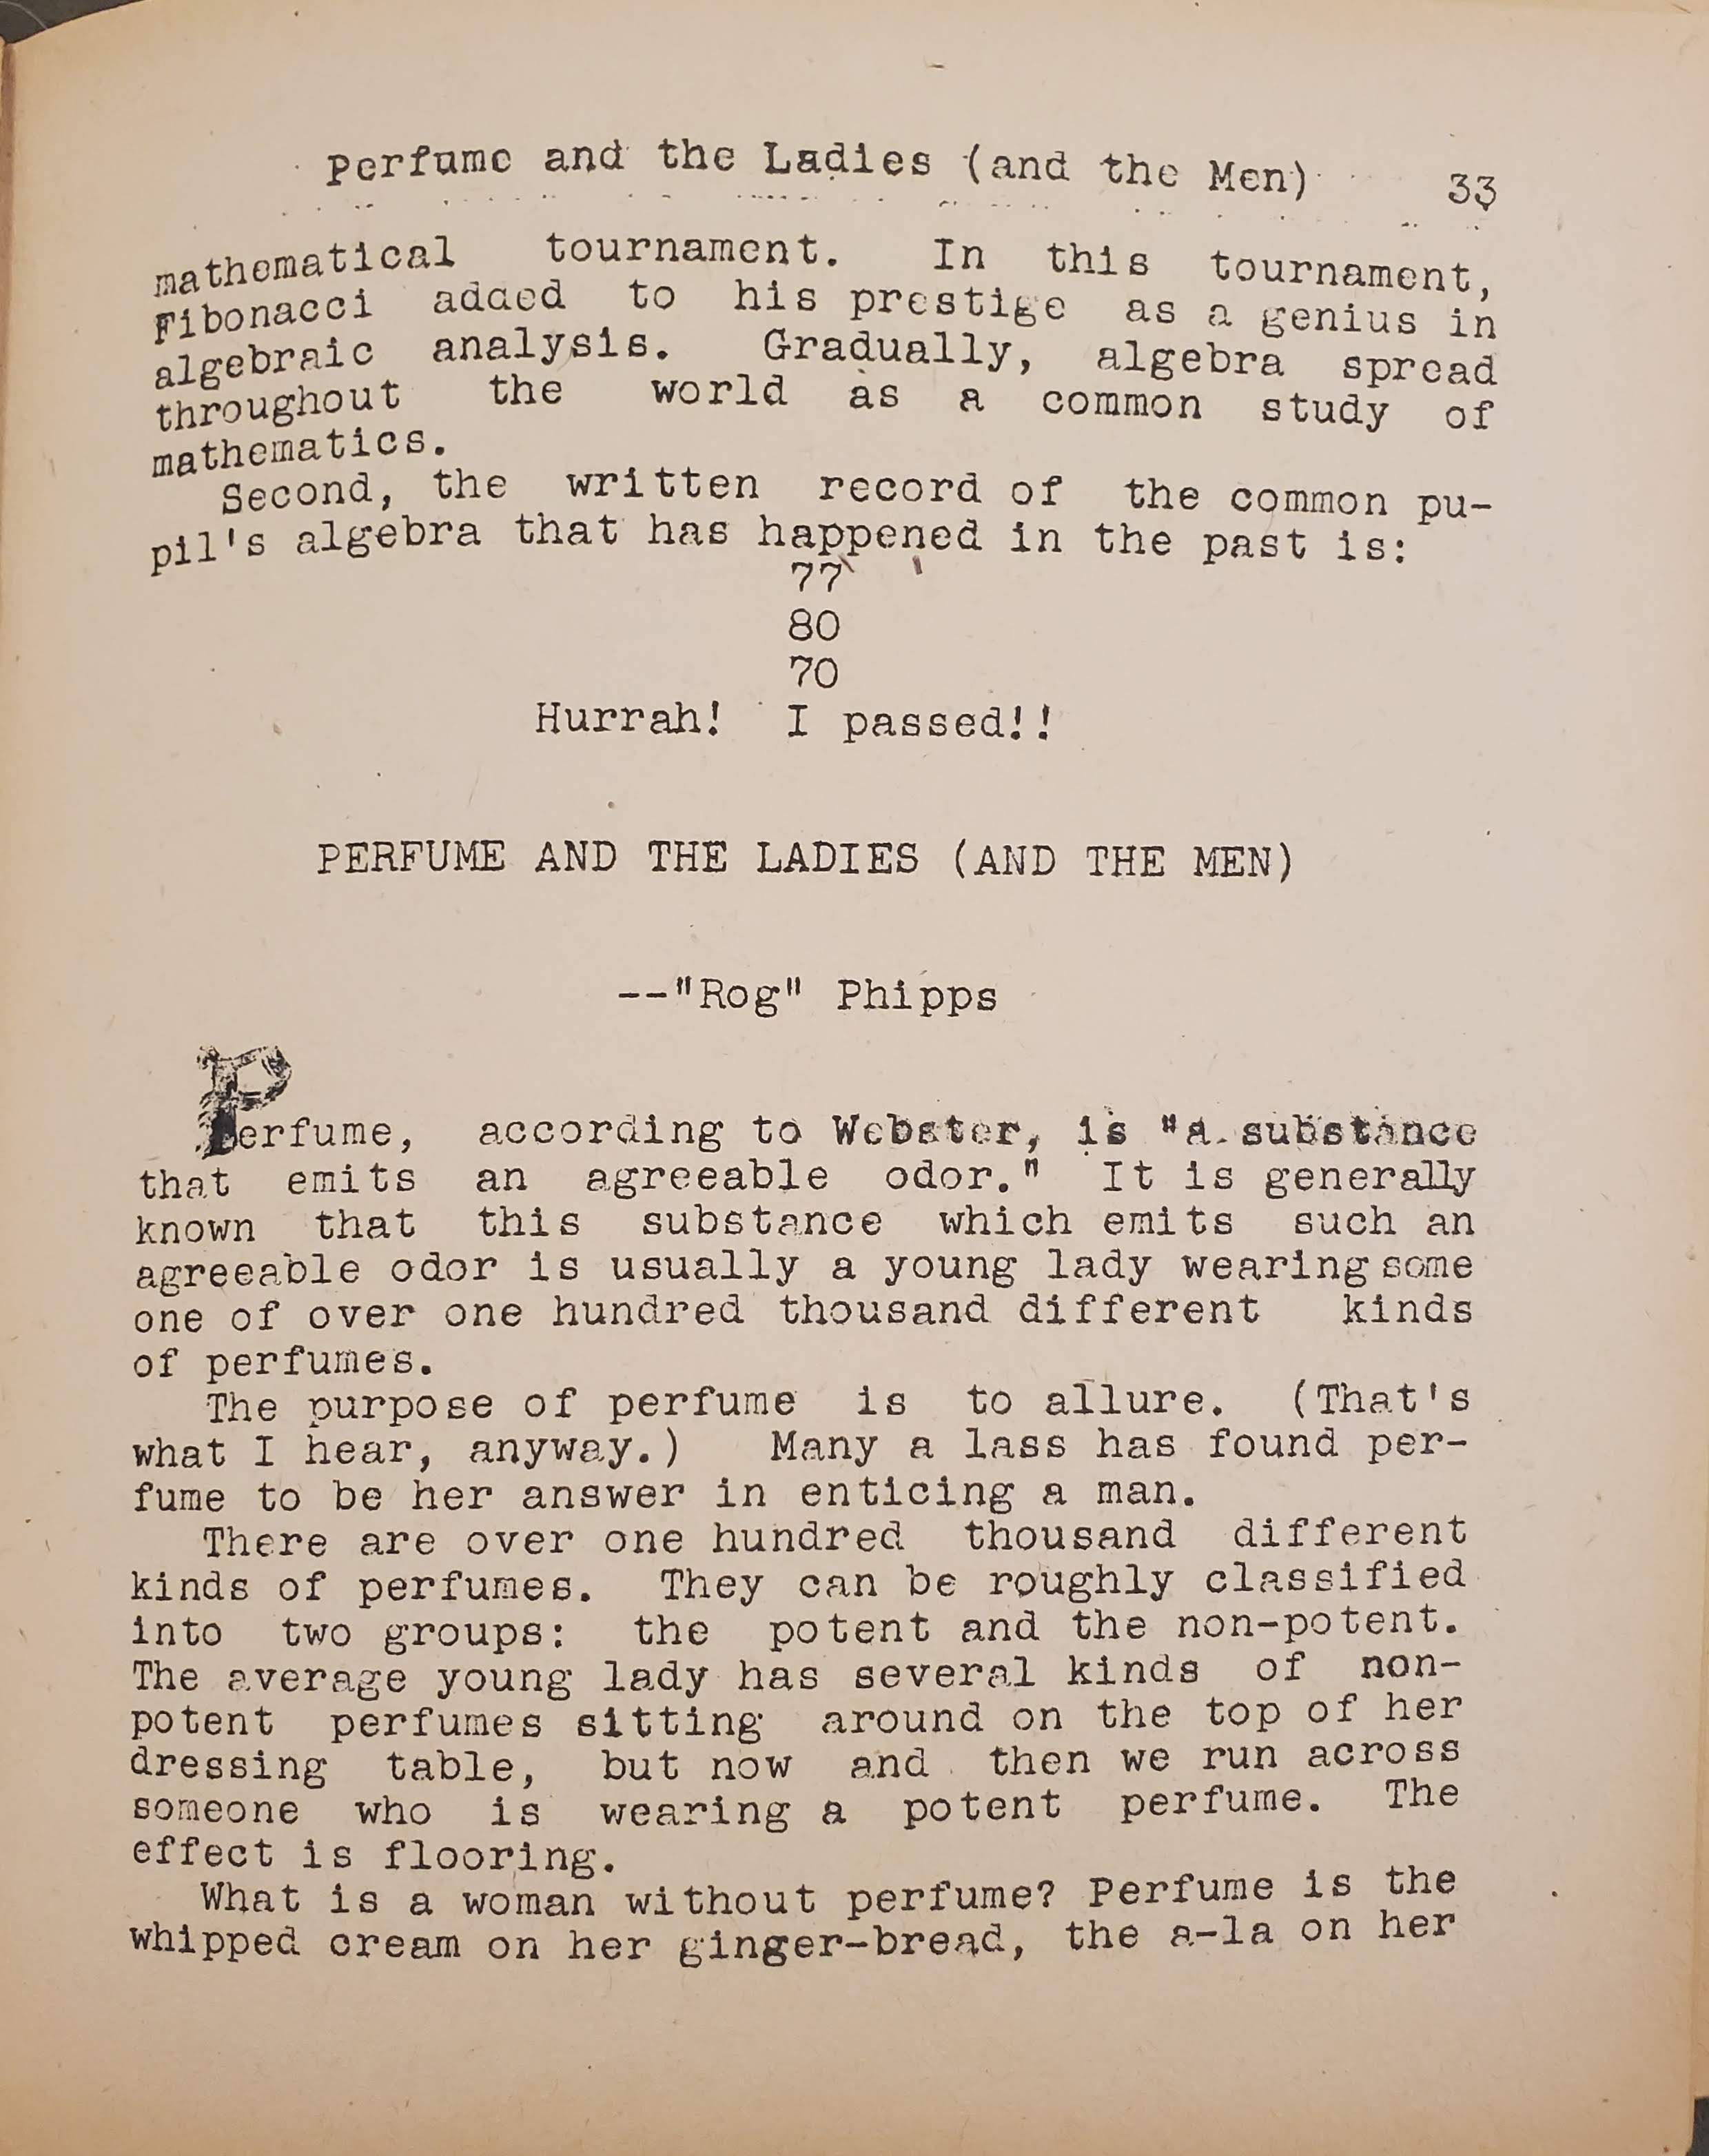 Perfume and the Ladies (and the Men) 33
mathematical tournament. In this tournament,
Fibonacci added to his prestige as a genius in
algebraic analysis. Gradually, algebra spread
throughout the world as a common study of
mathematics.
Second, the written record of the common pu-
pil's algebra that has happened in the past is:
77
80
70
Hurrah! I passed!!
PERFUME AND THE LADIES (AND THE MEN)
--"Rog" Phipps
Perfume, according to Webster, is "a substance
that emits an agreeable odor." It is generally
known that this substance which emits such an
agreeable odor is usually a young lady wearing some
one of over one hundred thousand different kinds
of perfumes.
The purpose of perfume is to allure. (That's
what I hear, anyway.) Many a lass has found per-
fume to be her answer in enticing a man.
There are over one hundred thousand different
kinds of perfumes. They can be roughly classified
into two groups: the potent and the non-potent.
The average young lady has several kinds of non-
potent perfumes sitting around on the top of her
dressing table, but now and then we run across
someone who is wearing a potent perfume. The
effect is flooring.
What is a woman without perfume? Perfume is the
whipped cream on her ginger-bread, the a-la on her